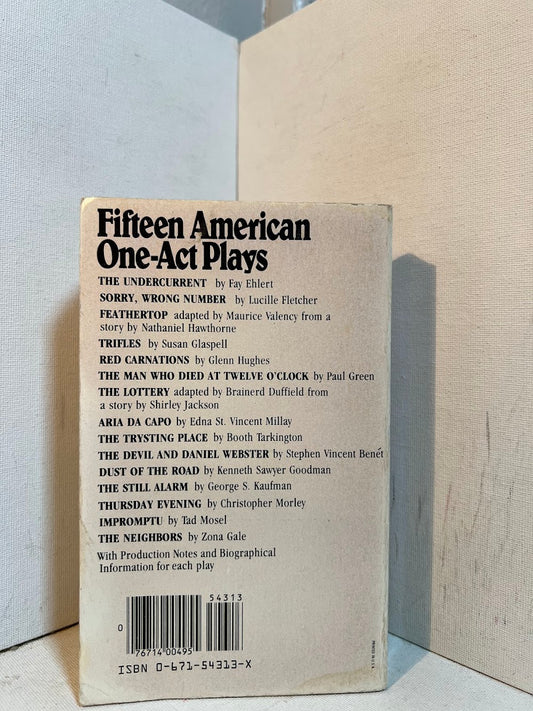 Fifteen American
One-Act Plays
THE UNDERCURRENT by Fay Ehlert
SORRY, WRONG NUMBER by Lucille Fletcher
FEATHERTOP adapted by Maurice Valency from a
story by Nathaniel Hawthorne
TRIFLES by Susan Glaspell
RED CARNATIONS by Glenn Hughes
THE MAN WHO DIED AT TWELVE O'CLOCK by Paul Green
THE LOTTERY adapted by Brainerd Duffield from
a story by Shirley Jackson
ARIA DA CAPO by Edna St. Vincent Millay
THE TRYSTING PLACE by Booth Tarkington
THE DEVIL AND DANIEL WEBSTER by Stephen Vincent Benét
DUST OF THE ROAD by Kenneth Sawyer Goodman
THE STILL ALARM by George S. Kaufman
THURSDAY EVENING by Christopher Morley
IMPROMPTU by Tad Mosel
THE NEIGHBORS by Zona Gale
With Production Notes and Biographical
Information for each play
54313
0
76714 00495
ISBN 0-671-54313-X
PRINTED IN U.S.A.